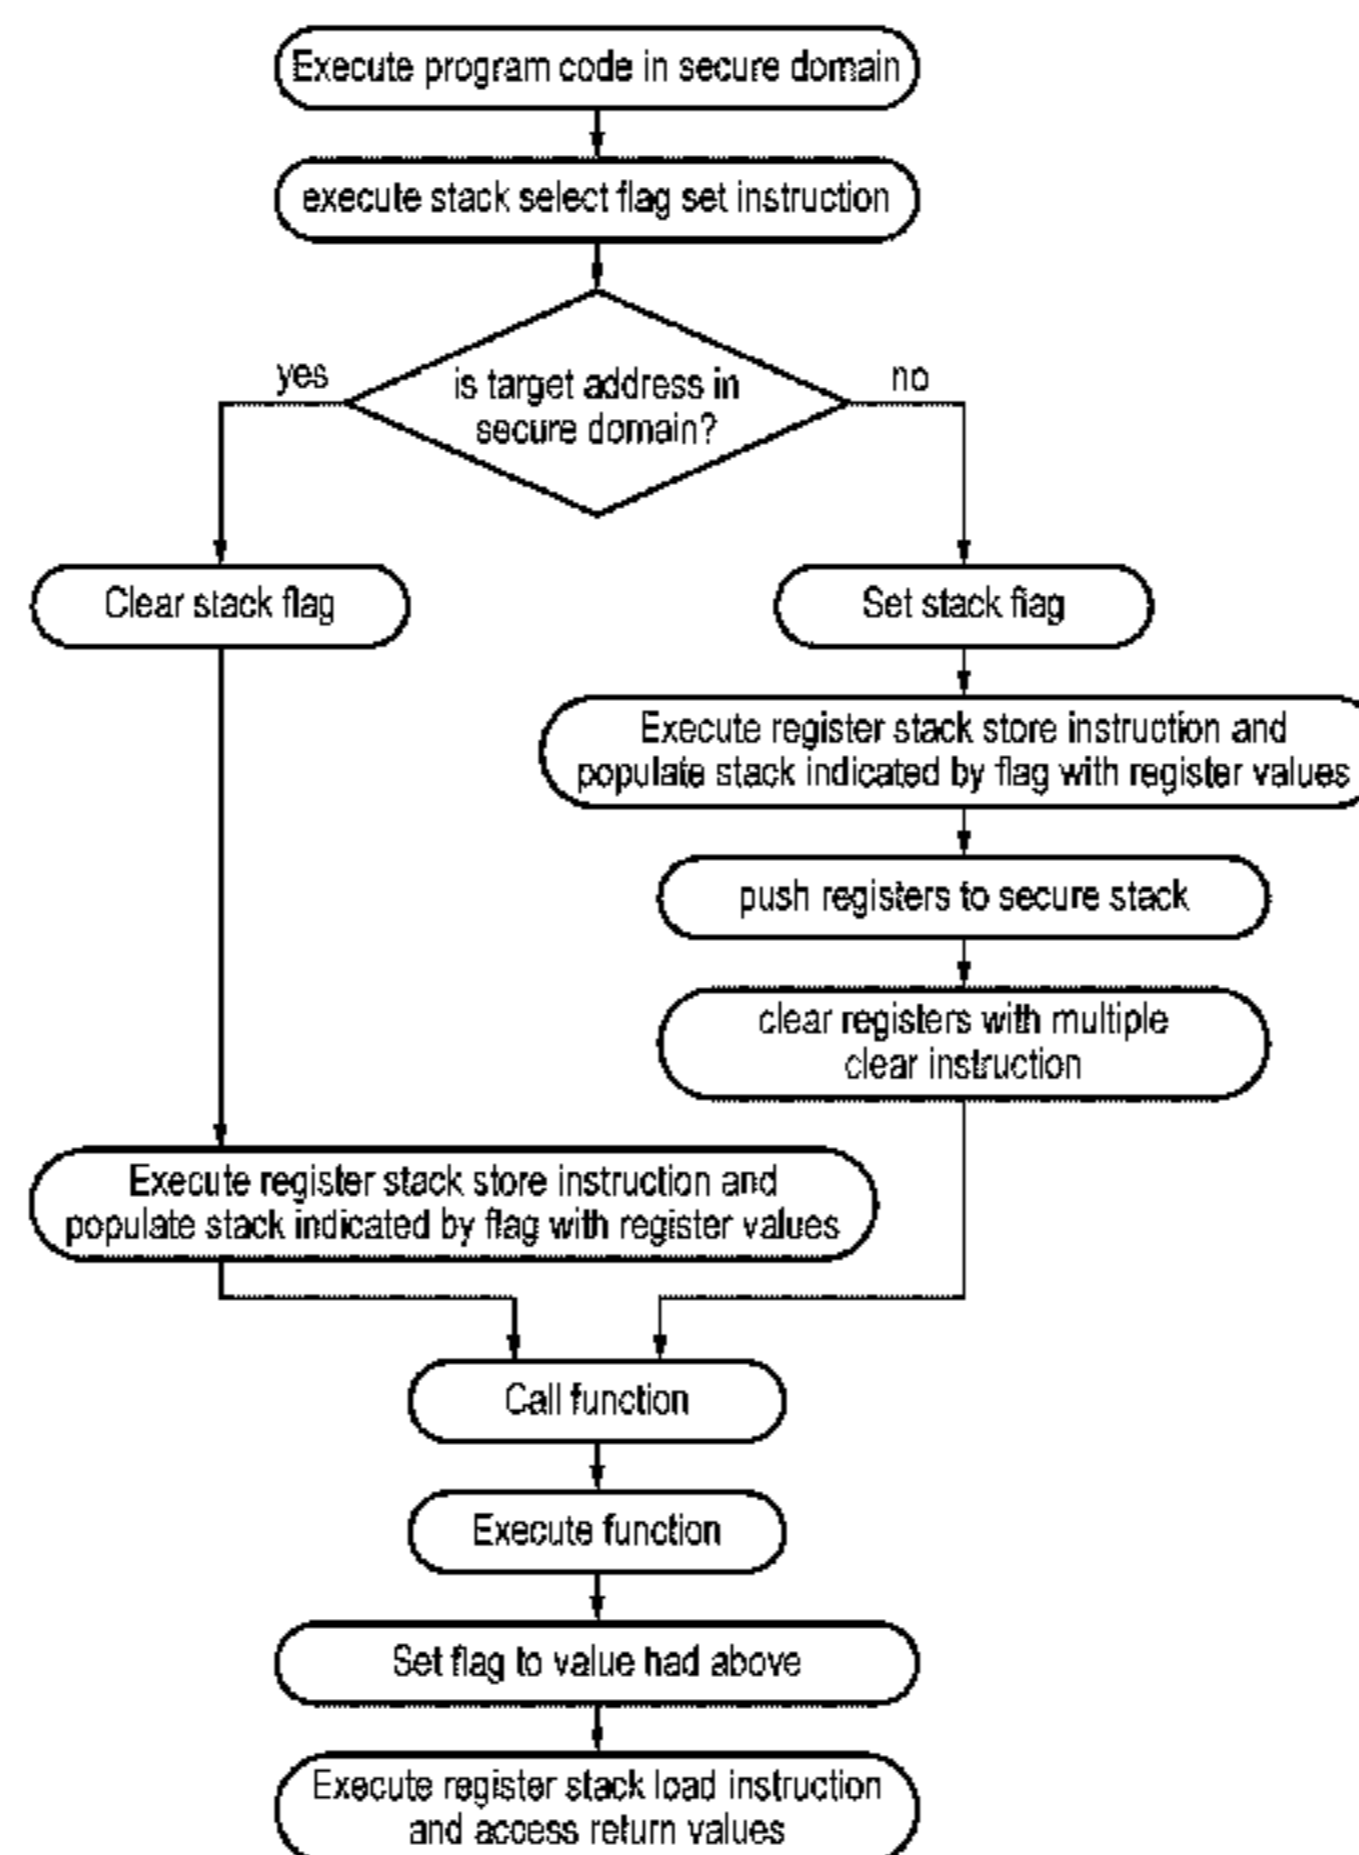 Execute program code in secure domain
execute stack select flag set instruction
is target address in
secure domain?
yes
no
Clear stack flag
Set stack flag
Execute register stack store instruction and
populate stack indicated by flag with register values
push registers to secure stack
clear registers with multiple
clear instruction
Execute register stack store instruction and
populate stack indicated by flag with register values
Call function
Execute function
Set flag to value had above
Execute register stack load instruction
and access return values